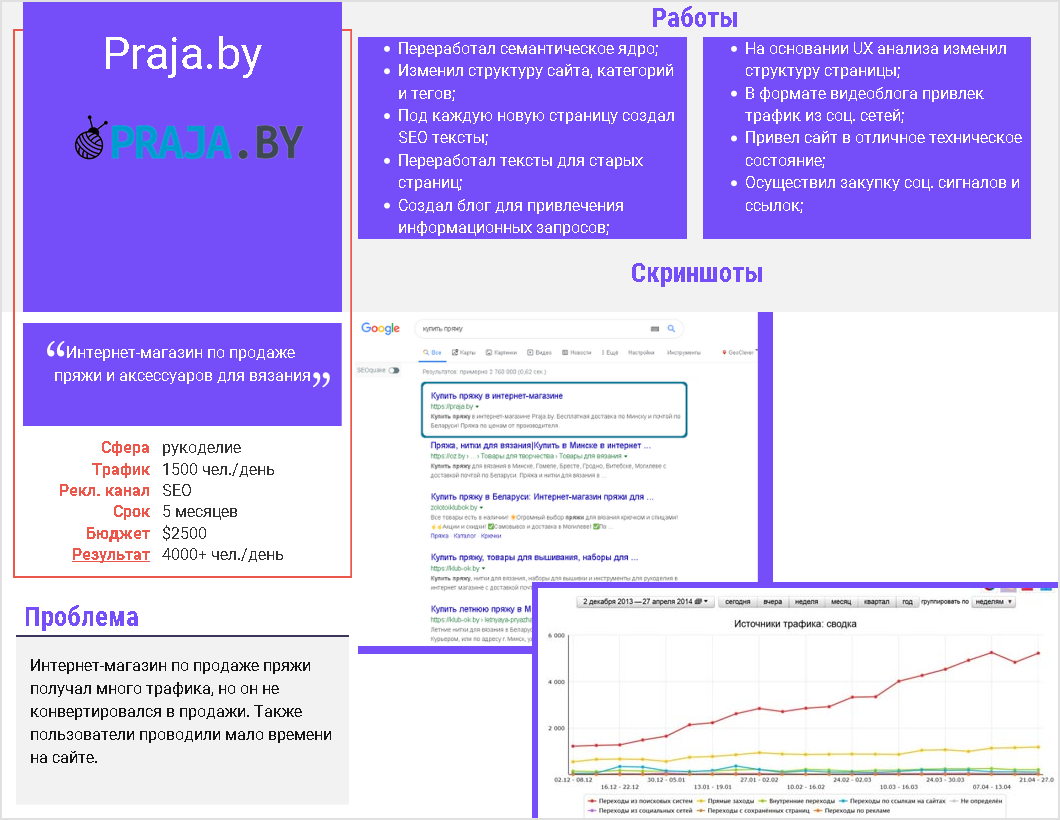 Praja.by
PRAJA.BY
“Интернет-магазин по продаже
пряжи и аксессуаров для вязания”
Сфера рукоделие
Трафик 1500 чел./день
Рекл. канал SEO
Срок 5 месяцев
Бюджет $2500
Результат 4000+ чел./день
Проблема
Интернет-магазин по продаже пряжи
получал много трафика, но он не
конвертировался в продажи. Также
пользователи проводили мало времени
на сайте.
Работы
Переработал семантическое ядро;
Изменил структуру сайта, категорий
и тегов;
Под каждую новую страницу создал
SEO тексты;
Переработал тексты для старых
страниц;
Создал блог для привлечения
информационных запросов;
На основании UX анализа изменил
структуру страницы;
В формате видеоблога привлек
трафик из соц. сетей;
Привел сайт в отличное техническое
состояние;
Осуществил закупку соц. сигналов и
ссылок;
Скриншоты
Google купить пряжу
Все Карты Картинки Видео Новости Ещё Настройки Инструменты GeoClever
SEOquake
Результатов: примерно 2 760 000 (0,62 сек.)
Купить пряжу в интернет-магазине
https://praja.by
Купить пряжу в интернет-магазине Praja.by. Бесплатная доставка по Минску и почтой по
Беларуси! Пряжа по ценам от производителя.
Пряжа, нитки для вязания|Купить в Минске в интернет ...
https://oz.by › ... › Товары для творчества › Товары для вязания
Купить пряжу для вязания в Минске, Гомеле, Бресте, Гродно, Витебске, Могилеве с
доставкой почтой по Беларуси. Пряжа и нитки для вязания в ...
Купить пряжу в Беларуси: Интернет-магазин пряжи для ...
zolotoiklubok.by
Все товары есть в наличии! Огромный выбор пряжи для вязания крючком и спицами!
Акции и скидки! Самовывоз и доставка в Могилеве! По ...
Пряжа · Каталог · Крючки
Купить пряжу, товары для вышивания, наборы для ...
https://klub-ok.by
Купить пряжу, нитки для вязания, наборы для вышивки и инструменты для рукоделия в
интернет магазине с доставкой почт
Купить летнюю пряжу в М
https://klub-ok.by › letnyaya-pryazha
Летние нитки для вязания в
Курьером, или по адресу г. Минск, у
2 декабря 2013 — 27 апреля 2014 сегодня вчера неделя месяц квартал год группировать по неделям
Источники трафика: сводка
6 000
4 000
2 000
0
02.12 - 08.12 30.12 - 05.01 27.01 - 02.02 24.02 - 02.03 24.03 - 30.03 21.04 - 27.0
16.12 - 22.12 13.01 - 19.01 10.02 - 16.02 10.03 - 16.03 07.04 - 13.04
Переходы из поисковых систем Прямые заходы Внутренние переходы Переходы по ссылкам на сайтах Не определён
Переходы из социальных сетей Переходы с сохранённых страниц Переходы по рекламе